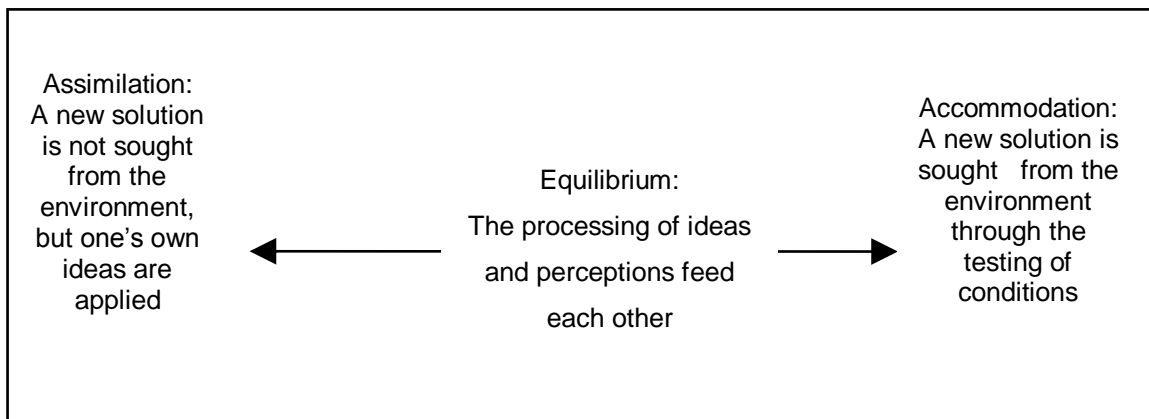 Assimilation:
A new solution
is not sought
from the
environment,
but one’s own
ideas are
applied
Equilibrium:
The processing of ideas
and perceptions feed
each other
Accommodation:
A new solution is
sought from the
environment
through the
testing of
conditions